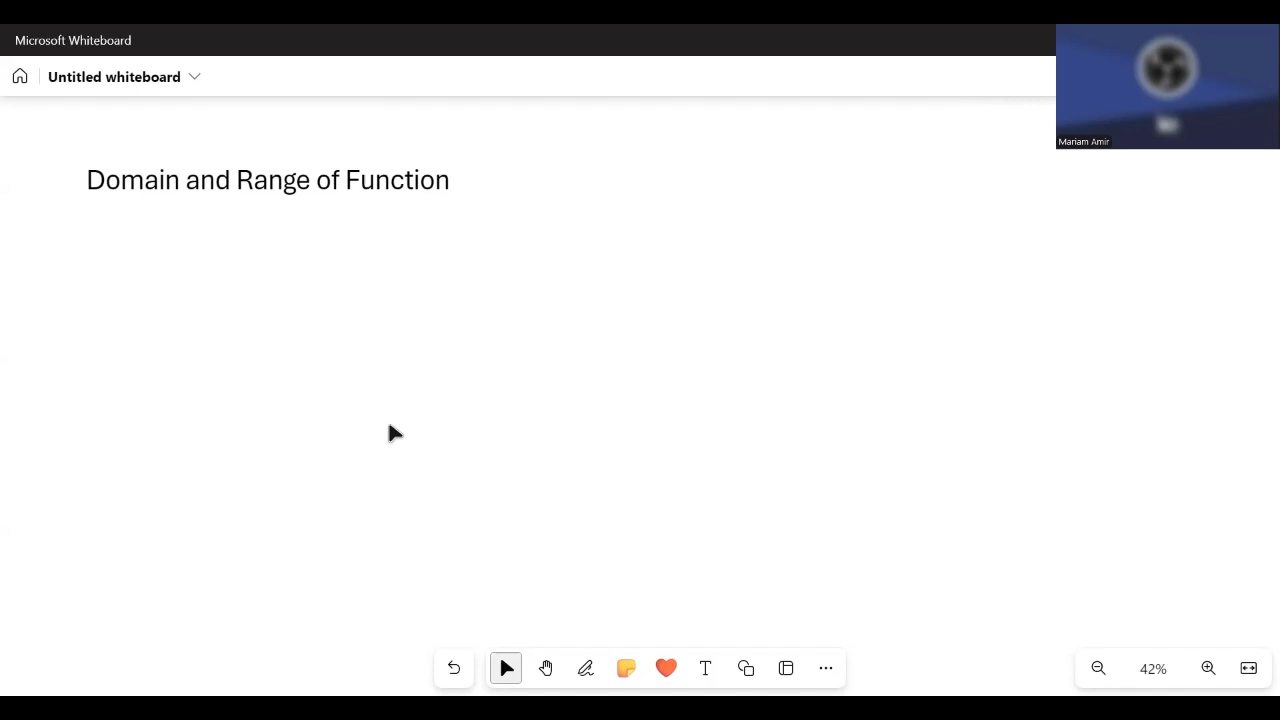 Microsoft Whiteboard
Untitled whiteboard
Mariam Amir
Domain and Range of Function
42%